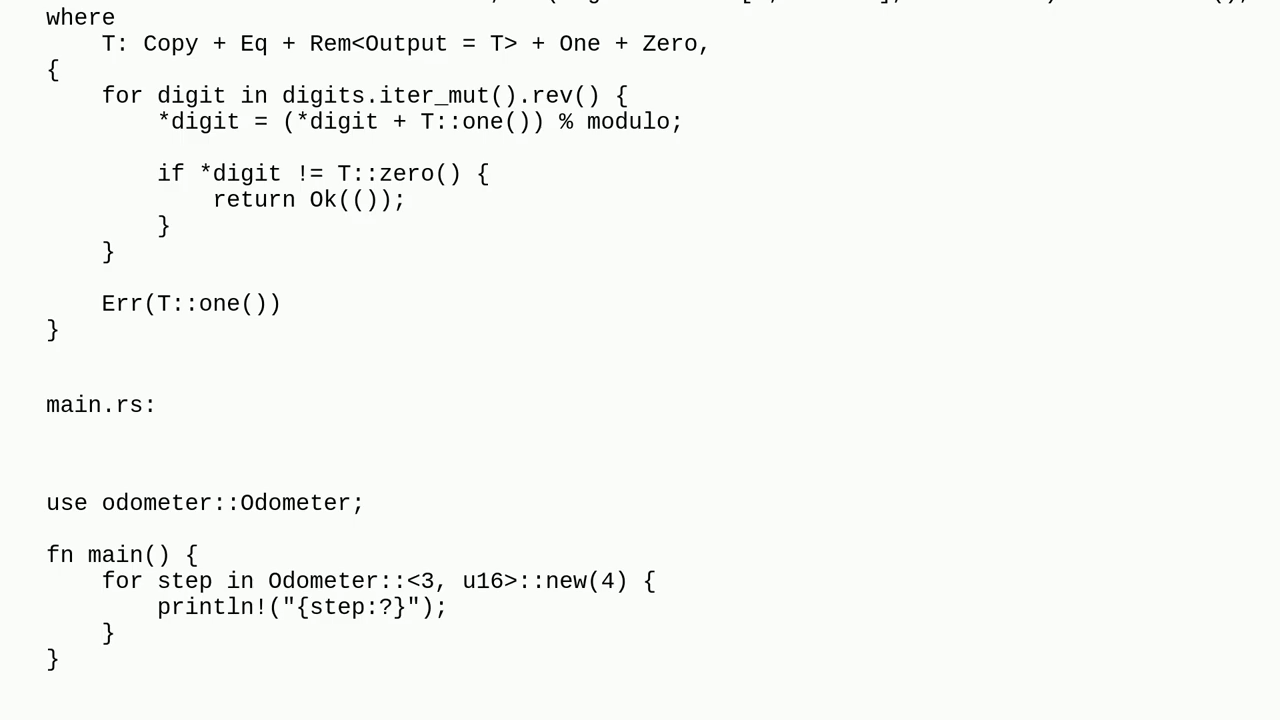 where
    T: Copy + Eq + Rem<Output = T> + One + Zero,
{
    for digit in digits.iter_mut().rev() {
        *digit = (*digit + T::one()) % modulo;

        if *digit != T::zero() {
            return Ok(());
        }
    }

    Err(T::one())
}

main.rs:

use odometer::Odometer;

fn main() {
    for step in Odometer::<3, u16>::new(4) {
        println!("{step:?}");
    }
}